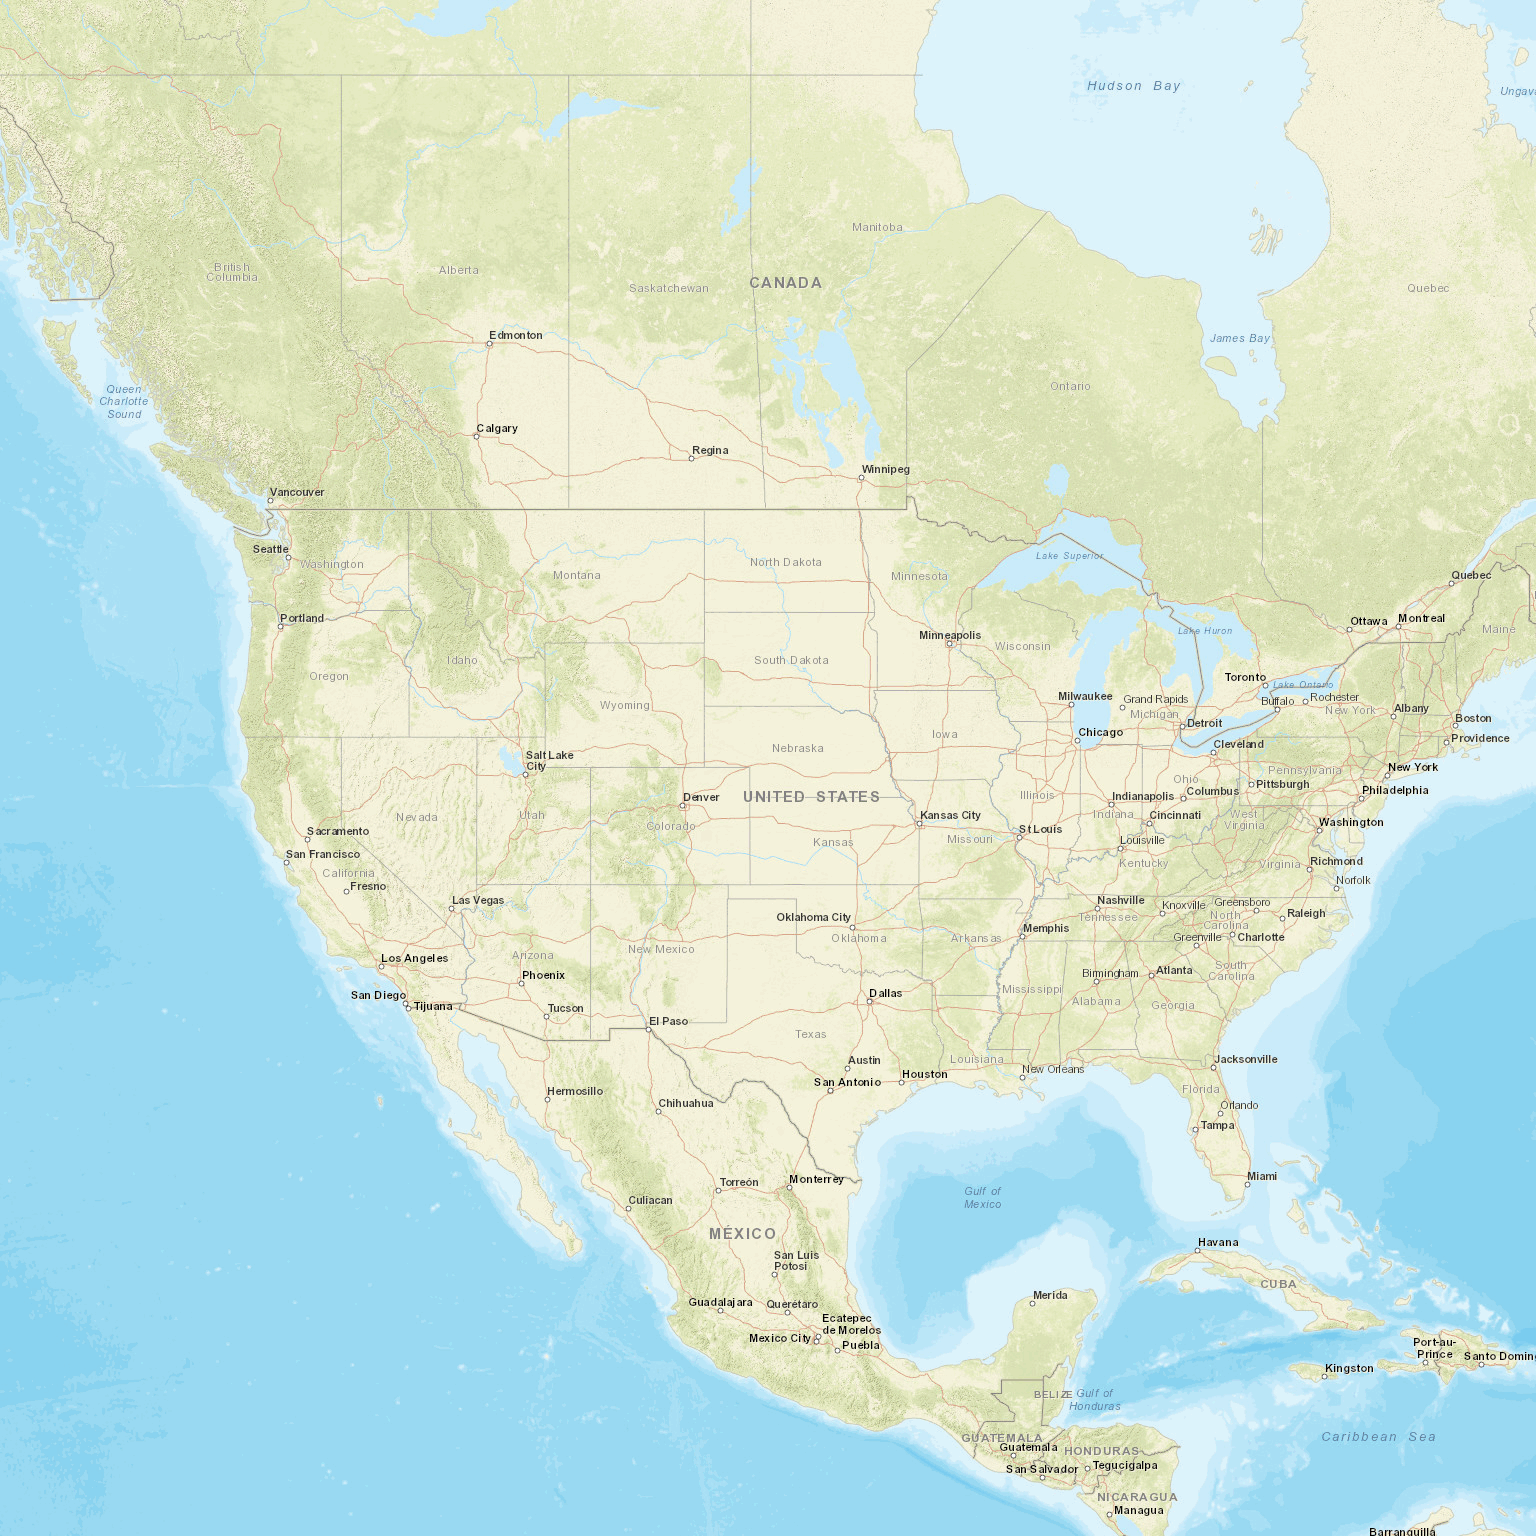 Hudson Bay
Manitoba
British
Columbia
Alberta
CANADA
Saskatchewan
Quebec
Edmonton
James Bay
Queen
Charlotte
Sound
Ontario
Calgary
Regina
Winnipeg
Vancouver
Seattle
Washington
Montana
North Dakota
Minnesota
Lake Superior
Quebec
Portland
Minneapolis
Wisconsin
Lake Huron
Ottawa
Montreal
Maine
Idaho
South Dakota
Oregon
Toronto
Lake Ontario
Milwaukee
Grand Rapids
Michigan
Buffalo
Rochester
New York
Albany
Wyoming
Detroit
Boston
Iowa
Chicago
Cleveland
Providence
Salt Lake
City
Nebraska
New York
Pennsylvania
Ohio
Pittsburgh
Philadelphia
Denver
UNITED STATES
Illinois
Indianapolis
Columbus
Nevada
Utah
Colorado
Kansas City
Indiana
Cincinnati
West
Virginia
Washington
Sacramento
Kansas
Missouri
St Louis
Louisville
San Francisco
California
Kentucky
Virginia
Richmond
Fresno
Norfolk
Las Vegas
Nashville
Knoxville
Greensboro
Oklahoma City
Tennessee
North
Carolina
Raleigh
Memphis
Oklahoma
Arkansas
Greenville
Charlotte
New Mexico
Arizona
Los Angeles
Phoenix
Birmingham
Atlanta
South
Carolina
San Diego
Tijuana
Tucson
Dallas
Mississippi
Alabama
Georgia
El Paso
Texas
Austin
Louisiana
Jacksonville
San Antonio
Houston
New Orleans
Hermosillo
Florida
Chihuahua
Orlando
Tampa
Torreón
Monterrey
Miami
Culiacan
Gulf of
Mexico
MÉXICO
Havana
San Luis
Potosi
CUBA
Guadalajara
Querétaro
Merida
Ecatepec
de Morelos
Mexico City
Puebla
Port-au-
Prince
Santo Doming
Kingston
BELIZE
Gulf of
Honduras
GUATEMALA
Guatemala
HONDURAS
Caribbean Sea
San Salvador
Tegucigalpa
NICARAGUA
Managua
Barranquilla
Ungav